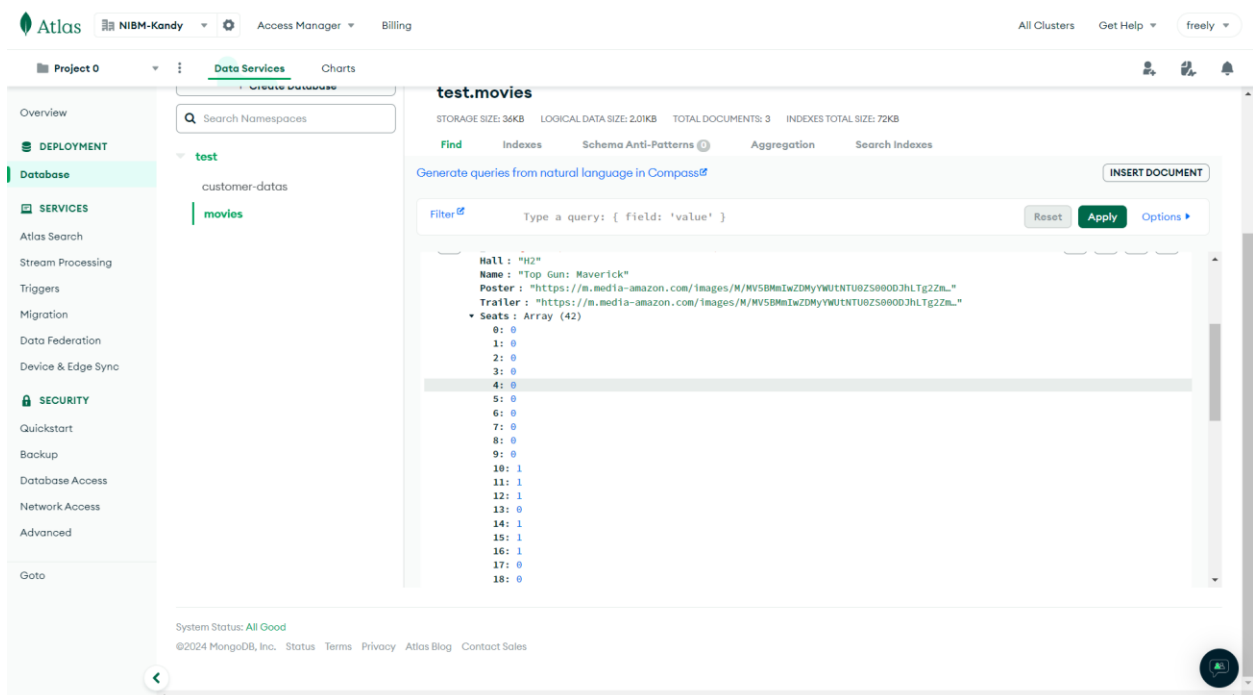 Atlas NIBM-Kandy Access Manager Billing All Clusters Get Help freely
Project 0 Data Services Charts
Overview
DEPLOYMENT
Database
SERVICES
Atlas Search
Stream Processing
Triggers
Migration
Data Federation
Device & Edge Sync
SECURITY
Quickstart
Backup
Database Access
Network Access
Advanced
Goto
Create Database
Search Namespaces
test
customer-datas
movies
test.movies
STORAGE SIZE: 36KB LOGICAL DATA SIZE: 2.01KB TOTAL DOCUMENTS: 3 INDEXES TOTAL SIZE: 72KB
Find Indexes Schema Anti-Patterns 0 Aggregation Search Indexes
Generate queries from natural language in Compass INSERT DOCUMENT
Filter Type a query: { field: 'value' } Reset Apply Options
Hall : "H2"
Name : "Top Gun: Maverick"
Poster : "https://m.media-amazon.com/images/M/MV5BMmIwZDMyYWUtNTU0ZS00ODJhLTg2Zm…"
Trailer : "https://m.media-amazon.com/images/M/MV5BMmIwZDMyYWUtNTU0ZS00ODJhLTg2Zm…"
Seats : Array (42)
0: 0
1: 0
2: 0
3: 0
4: 0
5: 0
6: 0
7: 0
8: 0
9: 0
10: 1
11: 1
12: 1
13: 0
14: 1
15: 1
16: 1
17: 0
18: 0
System Status: All Good
©2024 MongoDB, Inc. Status Terms Privacy Atlas Blog Contact Sales